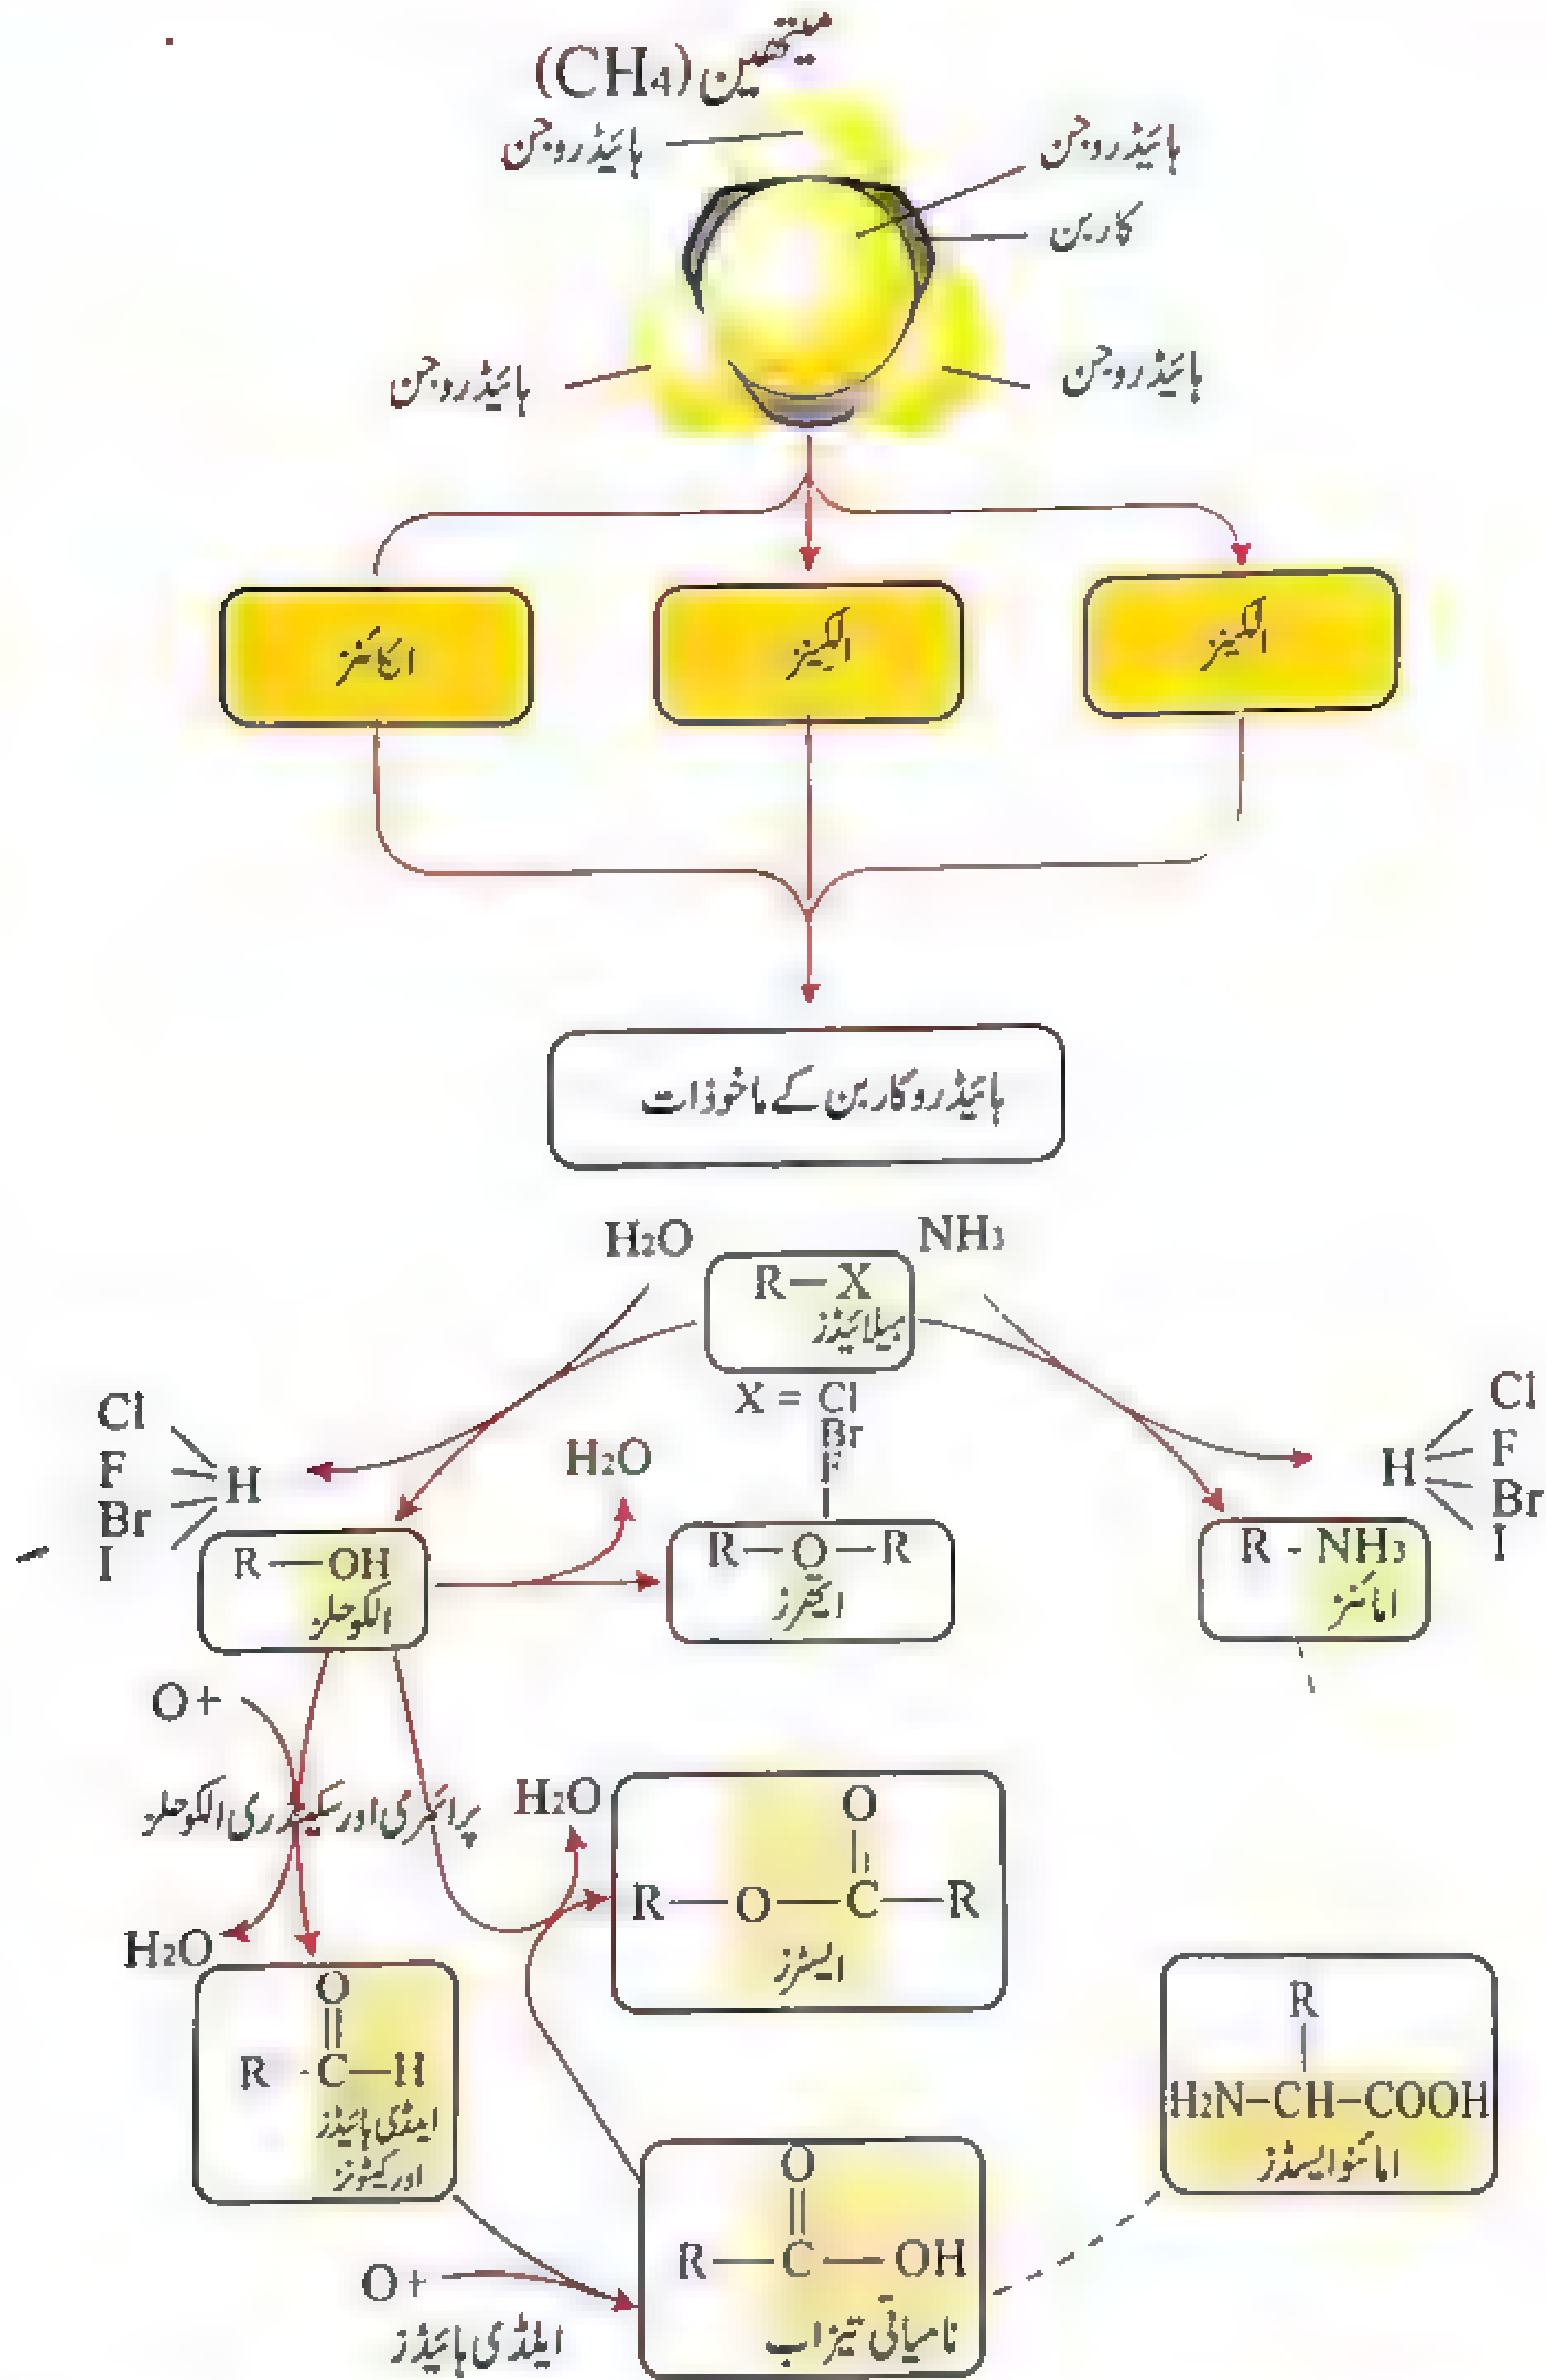 میتھین (CH₄)
ہائیڈروجن
ہائیڈروجن
کاربن
ہائیڈروجن
ہائیڈروجن
الکینز
الکینز
الکائنز
ہائیڈروکاربن کے ماخوذات
H₂O
NH₃
R—X
ہیلائیڈز
X = Cl
Br
F
I
Cl
F
Br
I
H
H
Cl
F
Br
I
H₂O
R—OH
الکوحلز
R—O—R
ایتھرز
R - NH₃
امائنز
O+
پرائمری اور سیکنڈری الکوحلز
H₂O
H₂O
O
||
R—O—C—R
ایسٹرز
O
||
R - C—H
ایلڈی ہائیڈز
اور کیٹونز
R
|
H₂N–CH–COOH
امائنو ایسڈز
O
||
R—C—OH
نامیاتی تیزاب
O+
ایلڈی ہائیڈز